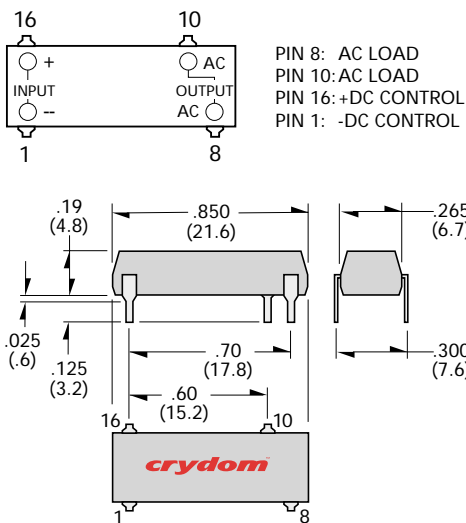 16
10
+
AC
INPUT
OUTPUT
--
AC
1
8
PIN 8: AC LOAD
PIN 10: AC LOAD
PIN 16: +DC CONTROL
PIN 1: -DC CONTROL
.19
(4.8)
.850
(21.6)
.265
(6.7)
.025
(.6)
.125
(3.2)
.70
(17.8)
.60
(15.2)
.300
(7.6)
16
10
crydom
1
8